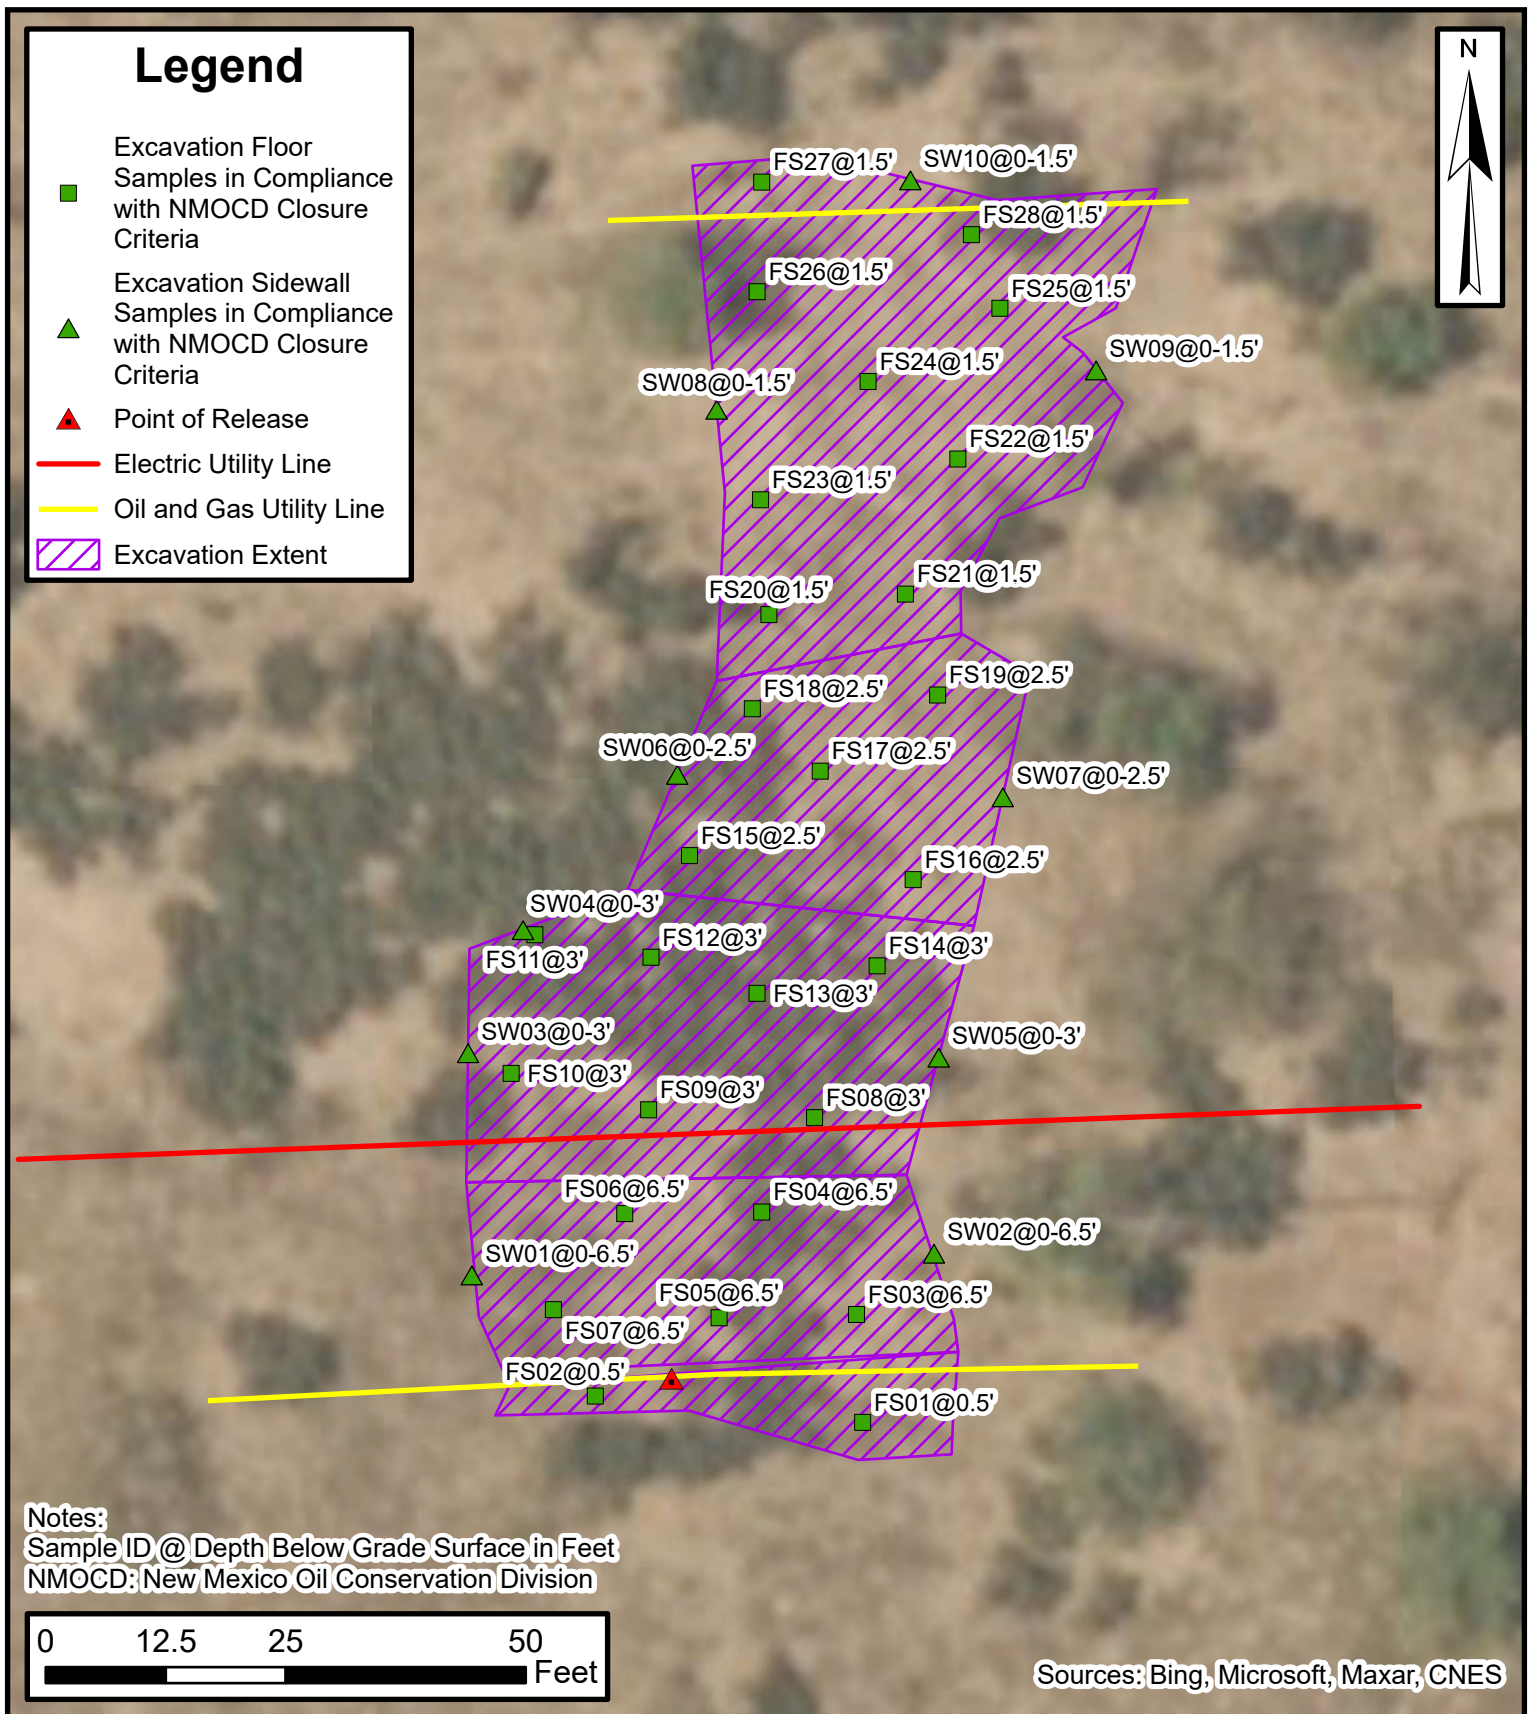 Legend
Excavation Floor
Samples in Compliance
with NMOCD Closure
Criteria
Excavation Sidewall
Samples in Compliance
with NMOCD Closure
Criteria
Point of Release
Electric Utility Line
Oil and Gas Utility Line
Excavation Extent
N
FS27@1.5'
SW10@0-1.5'
FS28@1.5'
FS26@1.5'
FS25@1.5'
SW09@0-1.5'
FS24@1.5'
SW08@0-1.5'
FS22@1.5'
FS23@1.5'
FS21@1.5'
FS20@1.5'
FS19@2.5'
FS18@2.5'
SW06@0-2.5'
FS17@2.5'
SW07@0-2.5'
FS15@2.5'
FS16@2.5'
SW04@0-3'
FS12@3'
FS14@3'
FS11@3'
FS13@3'
SW03@0-3'
SW05@0-3'
FS10@3'
FS09@3'
FS08@3'
FS06@6.5'
FS04@6.5'
SW02@0-6.5'
SW01@0-6.5'
FS05@6.5'
FS03@6.5'
FS07@6.5'
FS02@0.5'
FS01@0.5'
Notes:
Sample ID @ Depth Below Grade Surface in Feet
NMOCD: New Mexico Oil Conservation Division
0 12.5 25 50
Feet
Sources: Bing, Microsoft, Maxar, CNES